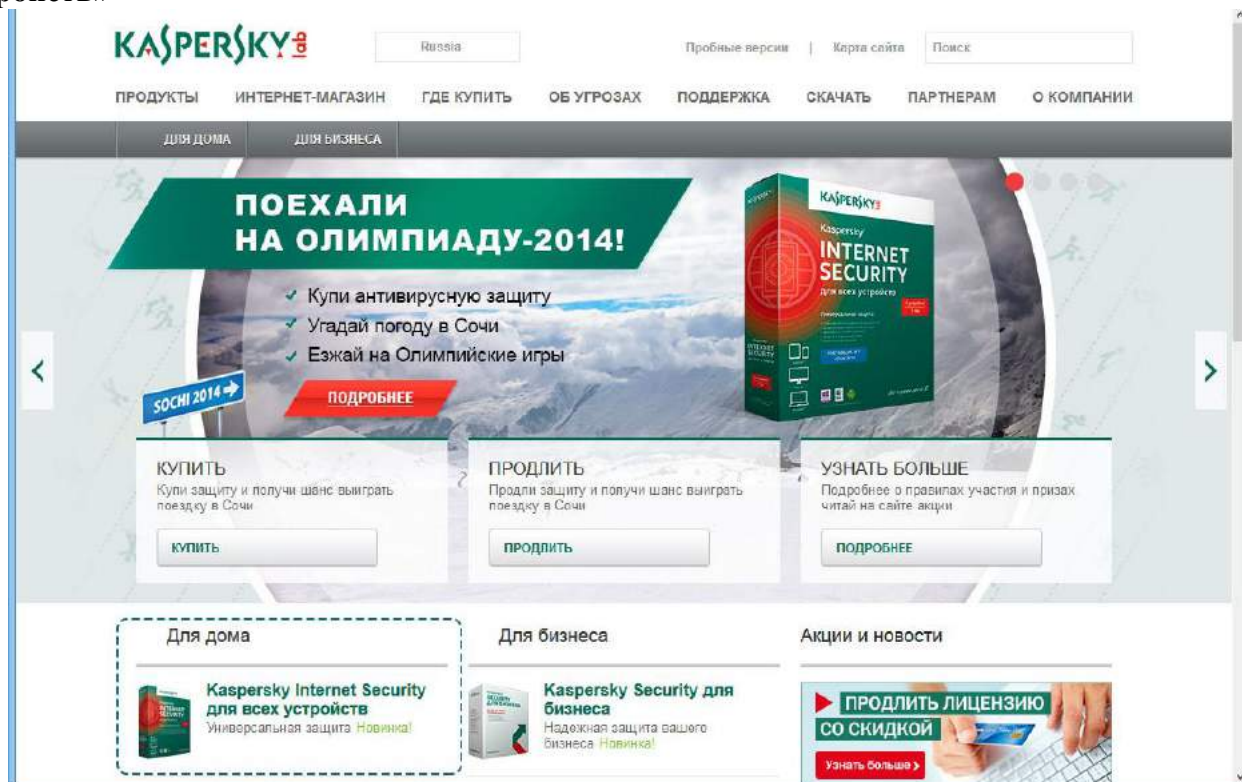 KASPERSKY lab
Russia
Пробные версии | Карта сайта
Поиск
ПРОДУКТЫ ИНТЕРНЕТ-МАГАЗИН ГДЕ КУПИТЬ ОБ УГРОЗАХ ПОДДЕРЖКА СКАЧАТЬ ПАРТНЕРАМ О КОМПАНИИ
ДЛЯ ДОМА ДЛЯ БИЗНЕСА
ПОЕХАЛИ
НА ОЛИМПИАДУ-2014!
Купи антивирусную защиту
Угадай погоду в Сочи
Езжай на Олимпийские игры
ПОДРОБНЕЕ
SOCHI 2014
KASPERSKY
Kaspersky
INTERNET
SECURITY
для всех устройств
КУПИТЬ
Купи защиту и получи шанс выиграть
поездку в Сочи
КУПИТЬ
ПРОДЛИТЬ
Продли защиту и получи шанс выиграть
поездку в Сочи
ПРОДЛИТЬ
УЗНАТЬ БОЛЬШЕ
Подробнее о правилах участия и призах
читай на сайте акции
ПОДРОБНЕЕ
Для дома
Kaspersky Internet Security
для всех устройств
Универсальная защита Новинка!
Для бизнеса
Kaspersky Security для
бизнеса
Надежная защита вашего
бизнеса Новинка!
Акции и новости
ПРОДЛИТЬ ЛИЦЕНЗИЮ
СО СКИДКОЙ
Узнать больше